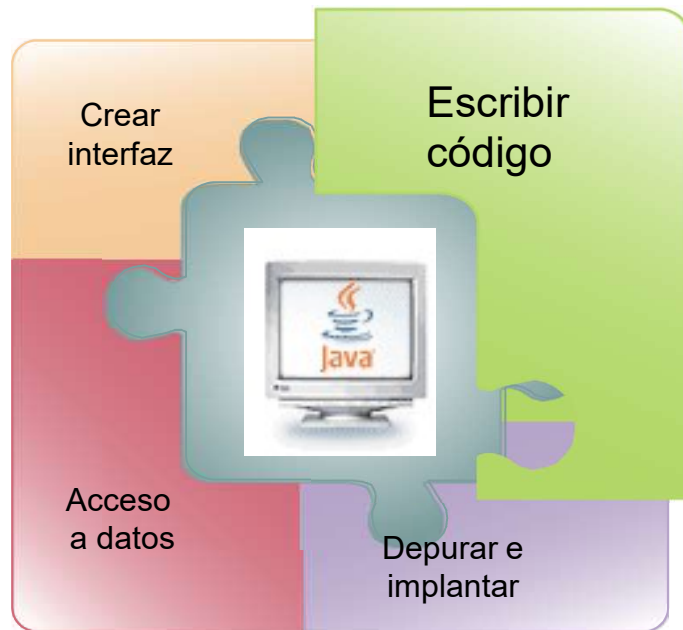 Crear
interfaz
Escribir
código
Java
Acceso
a datos
Depurar e
implantar